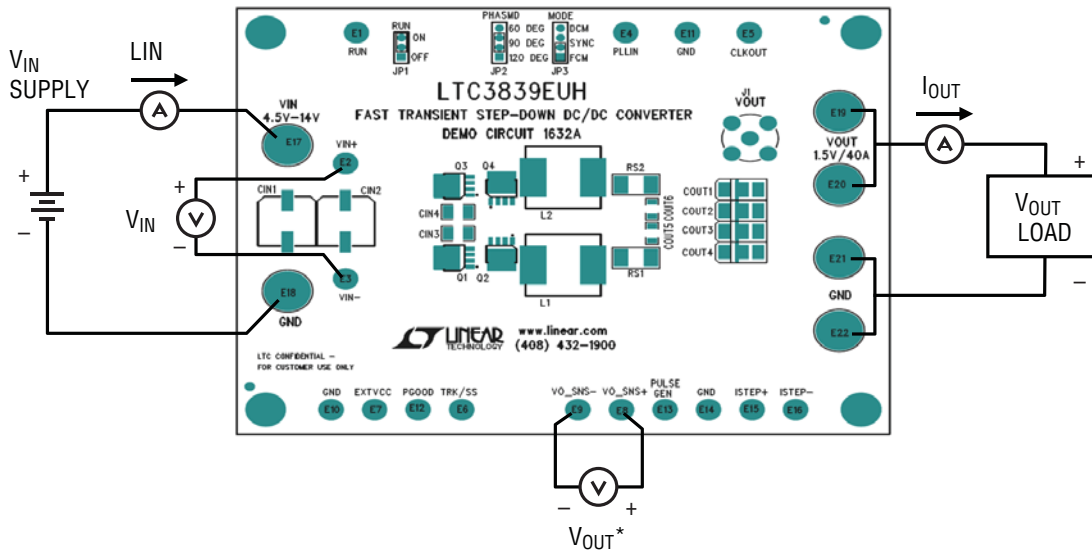 E1
RUN
RUN
ON
OFF
JP1
PHASMD
60 DEG
90 DEG
120 DEG
JP2
MODE
DCM
SYNC
FCM
JP3
E4
PLLIN
E11
GND
E5
CLKOUT
VIN
SUPPLY
LIN
A
+
−
VIN
4.5V-14V
E17
VIN+
E2
+
V
−
VIN
CIN1
CIN2
E3
VIN-
E18
GND
LTC3839EUH
FAST TRANSIENT STEP-DOWN DC/DC CONVERTER
DEMO CIRCUIT 1632A
Q3
Q4
L2
RS2
CIN4
CIN3
Q1
Q2
L1
RS1
COUT6
COUT5
COUT1
COUT2
COUT3
COUT4
J1
VOUT
E19
VOUT
1.5V/40A
E20
E21
GND
E22
IOUT
A
+
VOUT
LOAD
−
LT LINEAR
TECHNOLOGY
www.linear.com
(408) 432-1900
LTC CONFIDENTIAL -
FOR CUSTOMER USE ONLY
GND
EXTVCC
PGOOD
TRK/SS
E10
E7
E12
E6
VO_SNS-
VO_SNS+
PULSE
GEN
GND
ISTEP+
ISTEP-
E9
E8
E13
E14
E15
E16
−
V
+
VOUT*